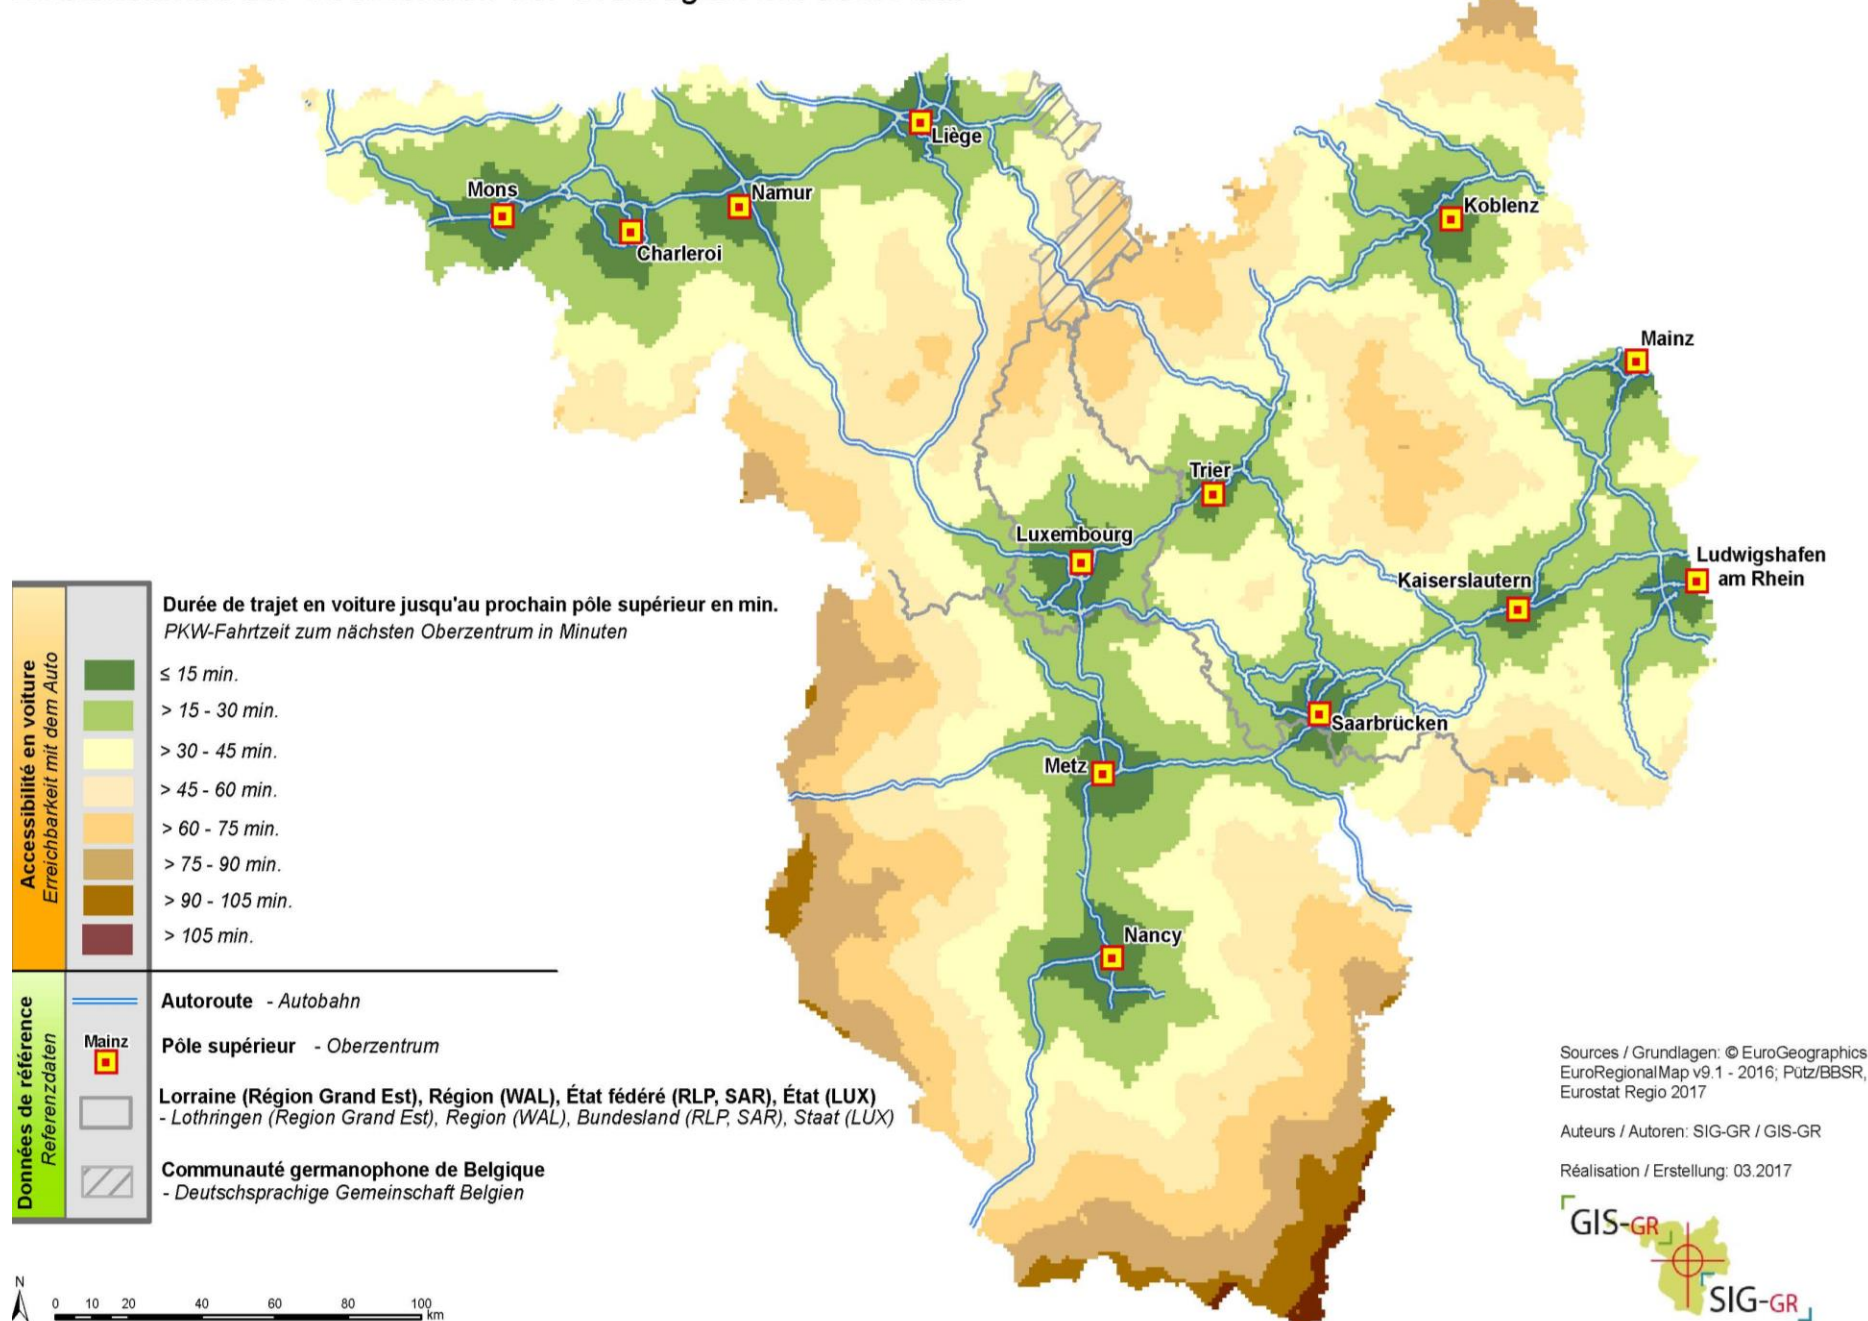 Liège
Mons
Namur
Koblenz
Charleroi
Mainz
Trier
Luxembourg
Ludwigshafen
am Rhein
Kaiserslautern
Saarbrücken
Metz
Nancy
Accessibilité en voiture
Erreichbarkeit mit dem Auto
Durée de trajet en voiture jusqu'au prochain pôle supérieur en min.
PKW-Fahrtzeit zum nächsten Oberzentrum in Minuten
≤ 15 min.
> 15 - 30 min.
> 30 - 45 min.
> 45 - 60 min.
> 60 - 75 min.
> 75 - 90 min.
> 90 - 105 min.
> 105 min.
Données de référence
Referenzdaten
Autoroute - Autobahn
Mainz
Pôle supérieur - Oberzentrum
Lorraine (Région Grand Est), Région (WAL), État fédéré (RLP, SAR), État (LUX)
- Lothringen (Region Grand Est), Region (WAL), Bundesland (RLP, SAR), Staat (LUX)
Communauté germanophone de Belgique
- Deutschsprachige Gemeinschaft Belgien
N
0 10 20 40 60 80 100
km
Sources / Grundlagen: © EuroGeographics
EuroRegionalMap v9.1 - 2016; Pütz/BBSR,
Eurostat Regio 2017
Auteurs / Autoren: SIG-GR / GIS-GR
Réalisation / Erstellung: 03.2017
GIS-GR
SIG-GR